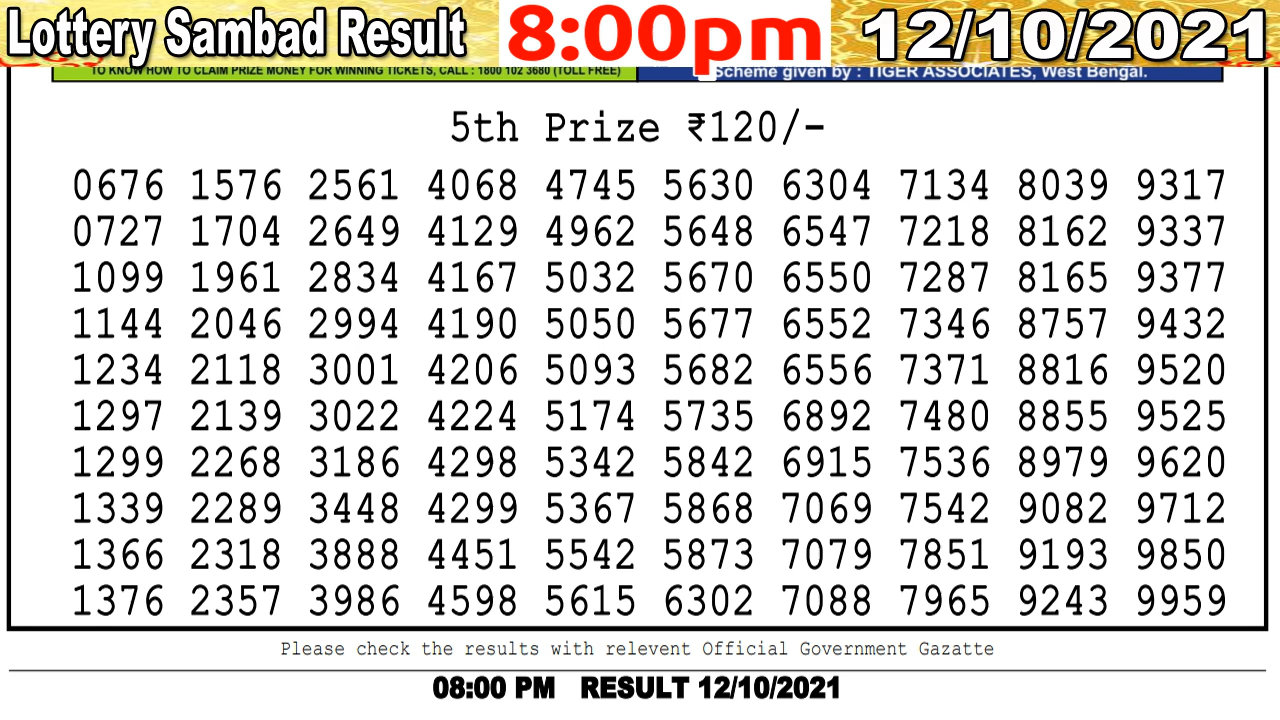 Lottery Sambad Result 8:00pm 12/10/2021
TO KNOW HOW TO CLAIM PRIZE MONEY FOR WINNING TICKETS, CALL : 1800 102 3680 (TOLL FREE) Scheme given by : TIGER ASSOCIATES, West Bengal.
5th Prize ₹120/-
0676 1576 2561 4068 4745 5630 6304 7134 8039 9317
0727 1704 2649 4129 4962 5648 6547 7218 8162 9337
1099 1961 2834 4167 5032 5670 6550 7287 8165 9377
1144 2046 2994 4190 5050 5677 6552 7346 8757 9432
1234 2118 3001 4206 5093 5682 6556 7371 8816 9520
1297 2139 3022 4224 5174 5735 6892 7480 8855 9525
1299 2268 3186 4298 5342 5842 6915 7536 8979 9620
1339 2289 3448 4299 5367 5868 7069 7542 9082 9712
1366 2318 3888 4451 5542 5873 7079 7851 9193 9850
1376 2357 3986 4598 5615 6302 7088 7965 9243 9959
Please check the results with relevent Official Government Gazatte
08:00 PM RESULT 12/10/2021